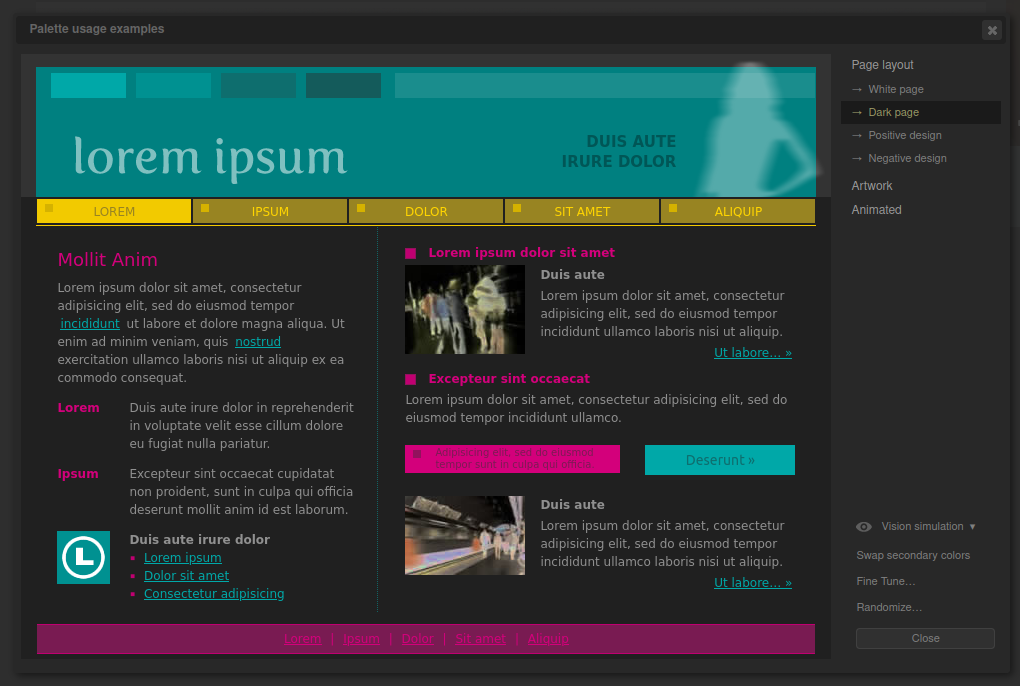 Palette usage examples
lorem ipsum
DUIS AUTE
IRURE DOLOR
LOREM
IPSUM
DOLOR
SIT AMET
ALIQUIP
Mollit Anim
Lorem ipsum dolor sit amet, consectetur
adipisicing elit, sed do eiusmod tempor
incididunt ut labore et dolore magna aliqua. Ut
enim ad minim veniam, quis nostrud
exercitation ullamco laboris nisi ut aliquip ex ea
commodo consequat.
Lorem
Duis aute irure dolor in reprehenderit
in voluptate velit esse cillum dolore
eu fugiat nulla pariatur.
Ipsum
Excepteur sint occaecat cupidatat
non proident, sunt in culpa qui officia
deserunt mollit anim id est laborum.
L
Duis aute irure dolor
Lorem ipsum
Dolor sit amet
Consectetur adipisicing
Lorem ipsum dolor sit amet
Duis aute
Lorem ipsum dolor sit amet, consectetur
adipisicing elit, sed do eiusmod tempor
incididunt ullamco laboris nisi ut aliquip.
Ut labore... »
Excepteur sint occaecat
Lorem ipsum dolor sit amet, consectetur adipisicing elit, sed do
eiusmod tempor incididunt ullamco.
Adipisicing elit, sed do eiusmod
tempor sunt in culpa qui officia.
Deserunt »
Duis aute
Lorem ipsum dolor sit amet, consectetur
adipisicing elit, sed do eiusmod tempor
incididunt ullamco laboris nisi ut aliquip.
Ut labore... »
Lorem | Ipsum | Dolor | Sit amet | Aliquip
Page layout
→ White page
→ Dark page
→ Positive design
→ Negative design
Artwork
Animated
Vision simulation ▾
Swap secondary colors
Fine Tune...
Randomize...
Close